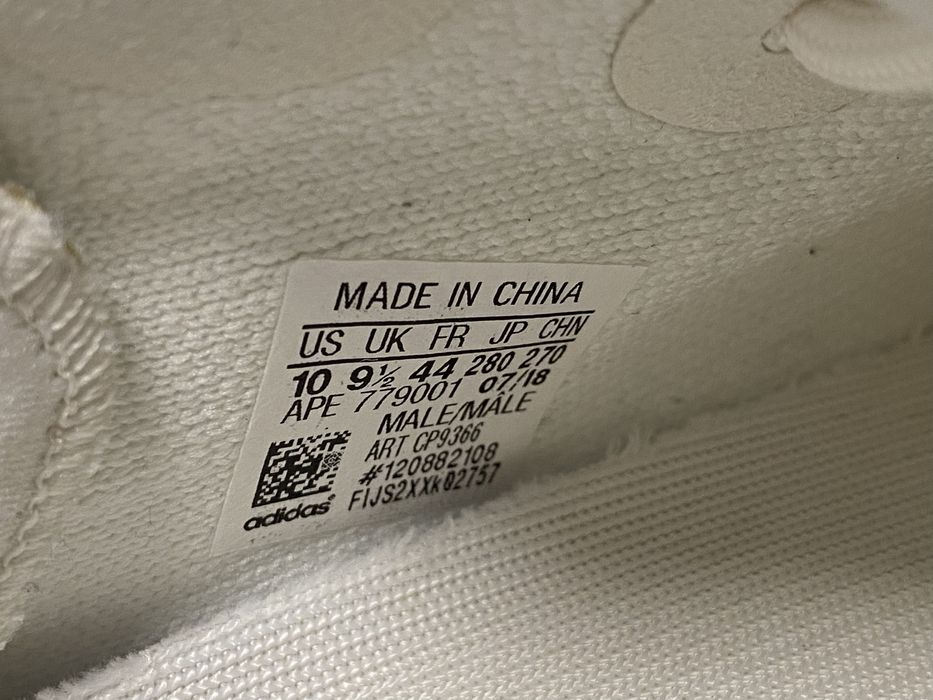 MADE IN CHINA
US UK FR JP CHN
10 9½ 44 280 270
APE 779001 07/18
MALE/MÂLE
ART CP9366
#120882108
FIJS2XXK02757
adidas®